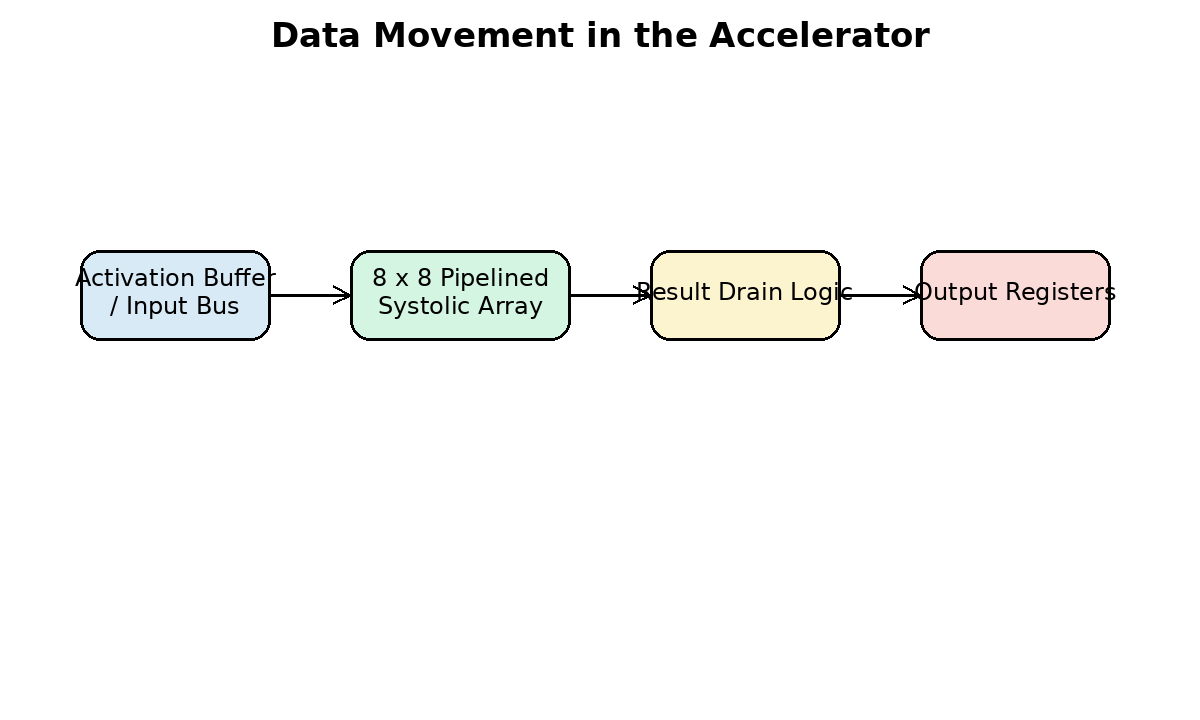 Data Movement in the Accelerator
Activation Buffer
/ Input Bus
8 x 8 Pipelined
Systolic Array
Result Drain Logic
Output Registers